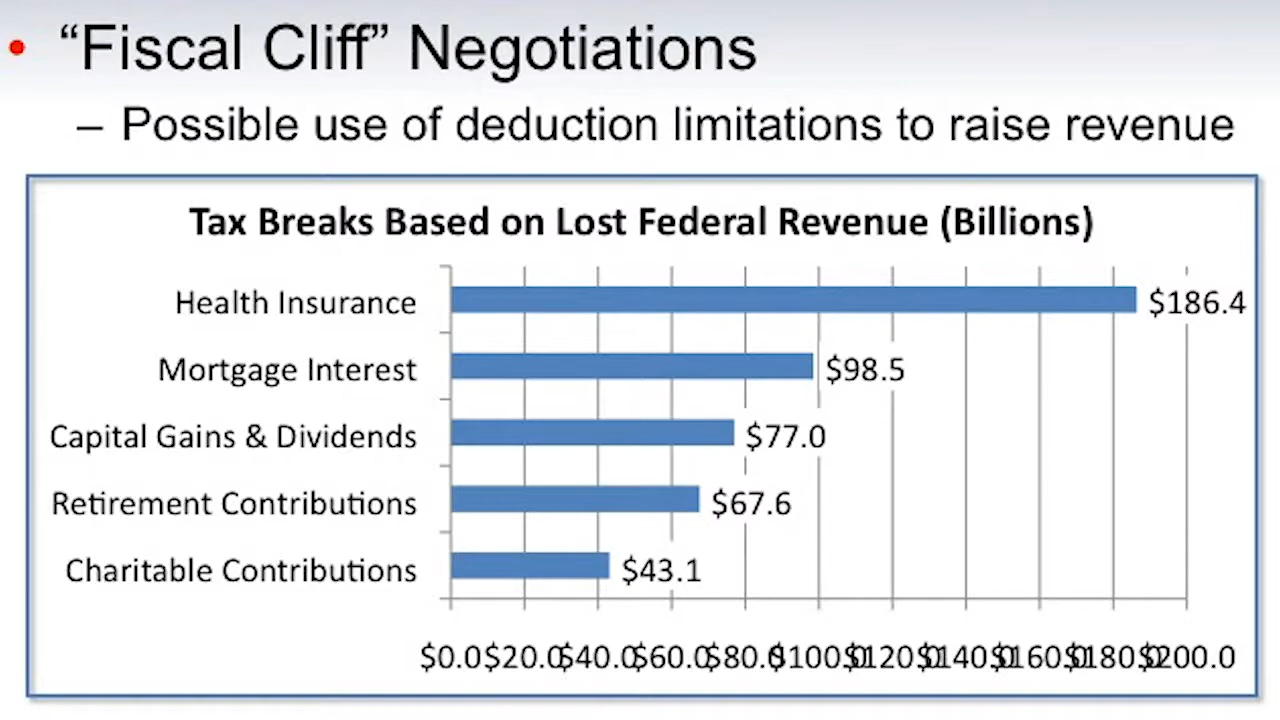 • “Fiscal Cliff” Negotiations
– Possible use of deduction limitations to raise revenue
Tax Breaks Based on Lost Federal Revenue (Billions)
Health Insurance $186.4
Mortgage Interest $98.5
Capital Gains & Dividends $77.0
Retirement Contributions $67.6
Charitable Contributions $43.1
$0.0 $20.0 $40.0 $60.0 $80.0 $100.0 $120.0 $140.0 $160.0 $180.0 $200.0